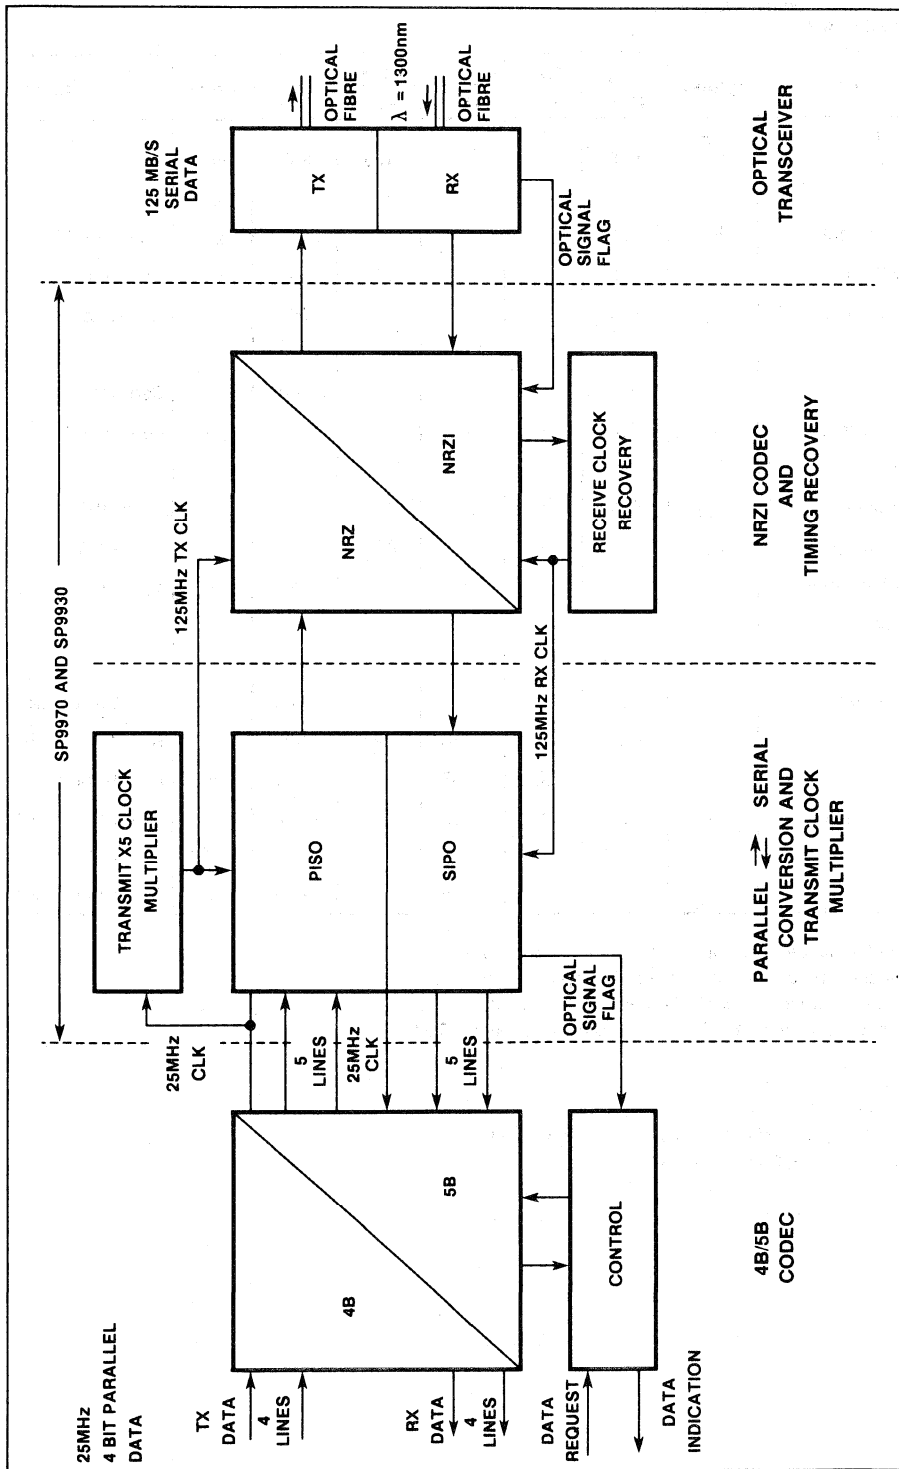 25MHz
4 BIT PARALLEL
DATA
TX
DATA
4
LINES
RX
DATA
4
LINES
DATA
REQUEST
DATA
INDICATION
4B
5B
CONTROL
4B/5B
CODEC
25MHz
CLK
5
LINES
25MHz
CLK
5
LINES
OPTICAL
SIGNAL
FLAG
SP9970 AND SP9930
TRANSMIT X5 CLOCK
MULTIPLIER
PISO
SIPO
PARALLEL ⇄ SERIAL
CONVERSION AND
TRANSMIT CLOCK
MULTIPLIER
125MHz TX CLK
125MHz RX CLK
NRZ
NRZI
RECEIVE CLOCK
RECOVERY
NRZI CODEC
AND
TIMING RECOVERY
125 MB/S
SERIAL
DATA
TX
RX
OPTICAL
FIBRE
λ = 1300nm
OPTICAL
FIBRE
OPTICAL
SIGNAL
FLAG
OPTICAL
TRANSCEIVER